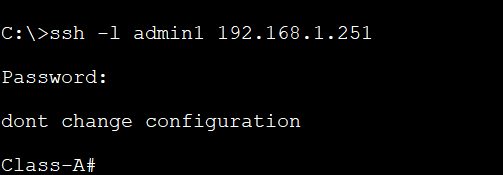 C:\>ssh -l admin1 192.168.1.251
Password:
dont change configuration
Class-A#